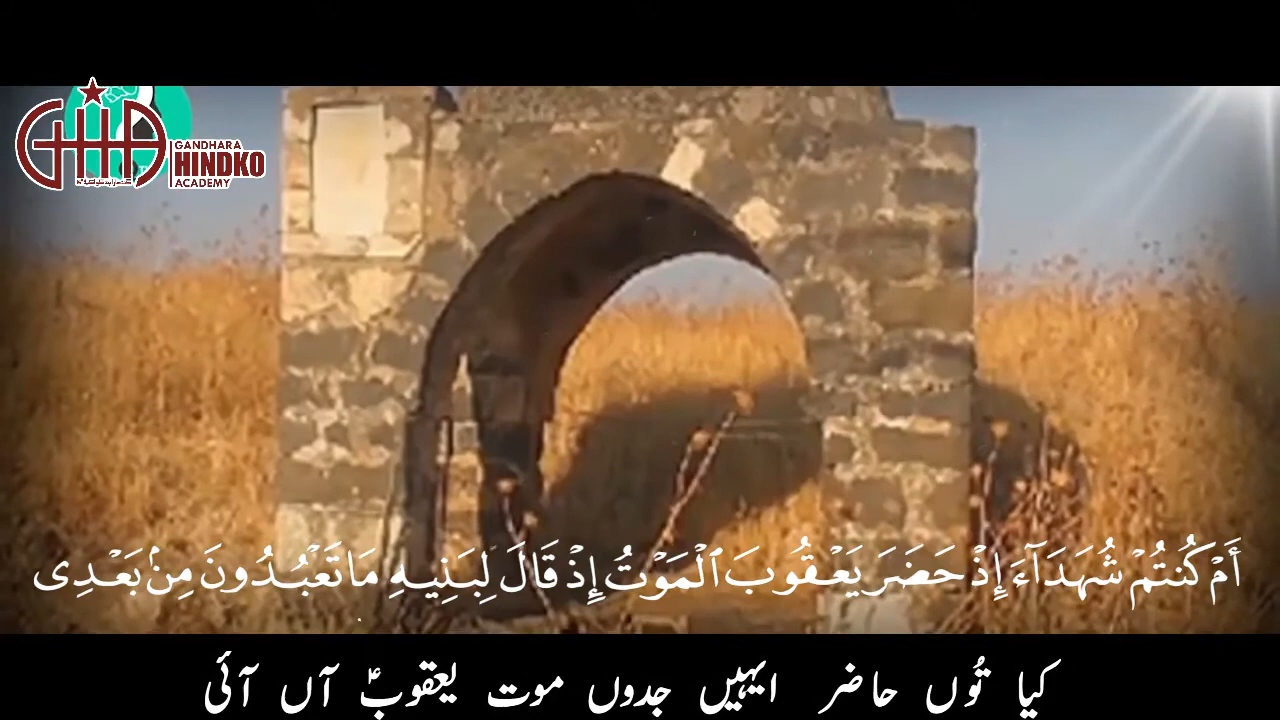 GANDHARA
HINDKO
ACADEMY
أَمْ كُنتُمْ شُهَدَآءَ إِذْ حَضَرَ يَعْقُوبَ ٱلْمَوْتُ إِذْ قَالَ لِبَنِيهِ مَا تَعْبُدُونَ مِنۢ بَعْدِى
کیا تُوں حاضر ایہیں جدوں موت یعقوبؑ آں آئی